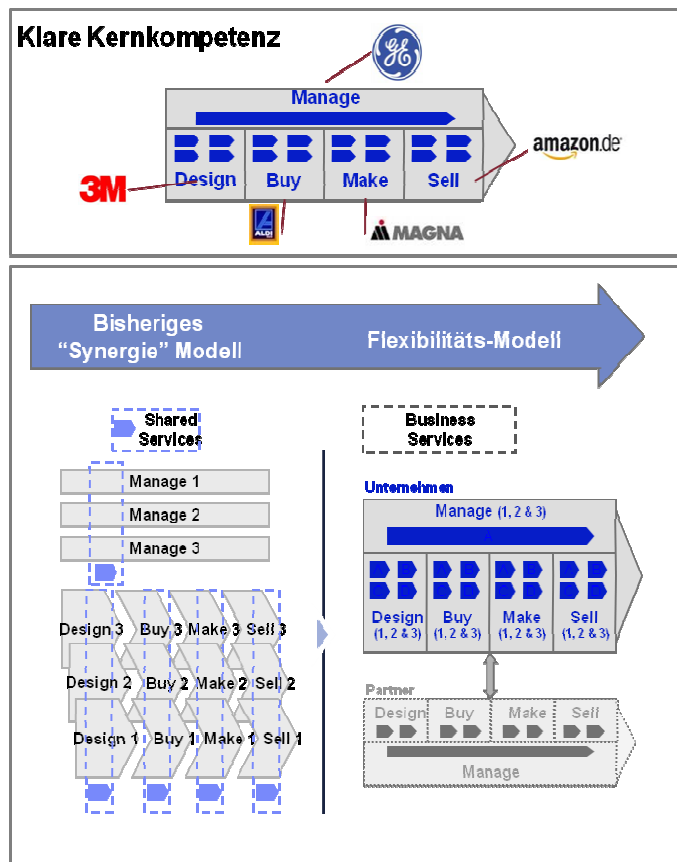 Klare Kernkompetenz
GE
Manage
amazon.de
Design
Buy
Make
Sell
3M
ALDI
MAGNA
Bisheriges
“Synergie” Modell
Flexibilitäts-Modell
Shared
Services
Business
Services
Manage 1
Manage 2
Manage 3
Design 3
Buy 3
Make 3
Sell 3
Design 2
Buy 2
Make 2
Sell 2
Design 1
Buy 1
Make 1
Sell 1
Unternehmen
Manage (1, 2 & 3)
A
A B A B A B A B
C D C D C D C D
Design
(1, 2 & 3)
Buy
(1, 2 & 3)
Make
(1, 2 & 3)
Sell
(1, 2 & 3)
Partner
Design
Buy
Make
Sell
Manage